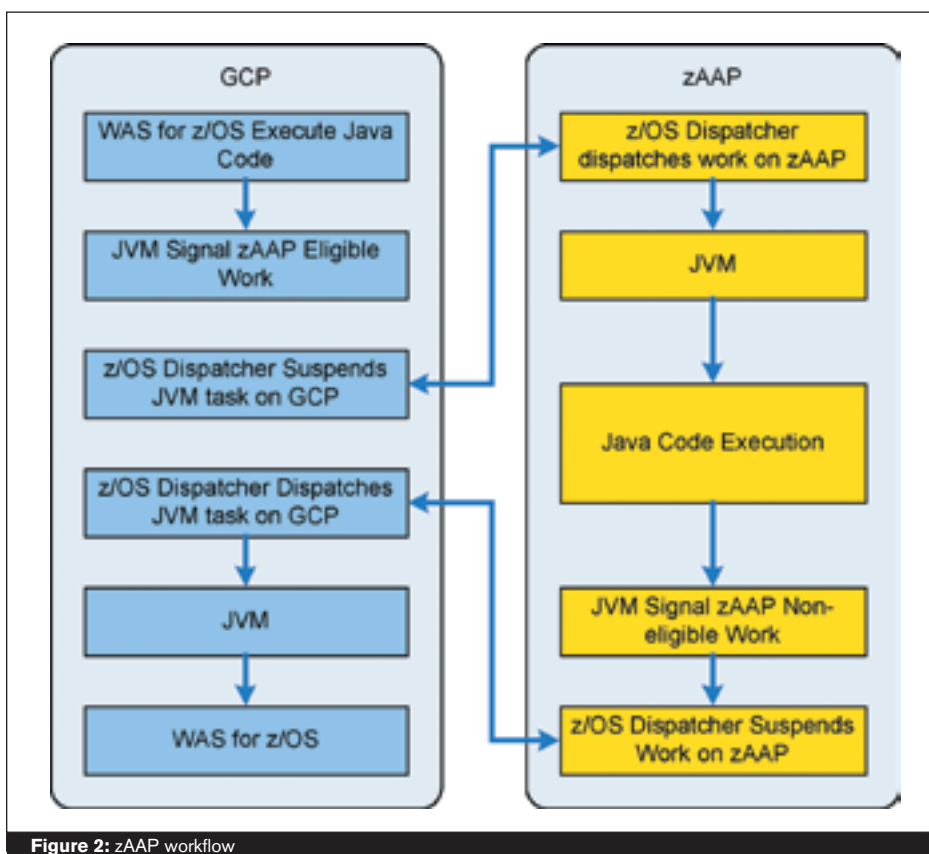 GCP
WAS for z/OS Execute Java
Code
JVM Signal zAAP Eligible
Work
z/OS Dispatcher Suspends
JVM task on GCP
z/OS Dispatcher Dispatches
JVM task on GCP
JVM
WAS for z/OS
zAAP
z/OS Dispatcher
dispatches work on zAAP
JVM
Java Code Execution
JVM Signal zAAP Non-
eligible Work
z/OS Dispatcher Suspends
Work on zAAP
Figure 2: zAAP workflow